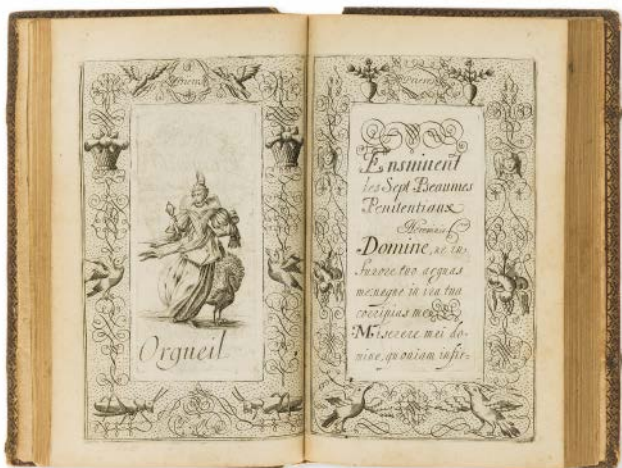 Orgueil
Prieres
Ensuivent
les Sept Pseaumes
Penitentiaux
Domine, ne in
furore tuo arguas
me neque in ira tua
corripias me
Miserere mei do-
mine, quoniam infir-